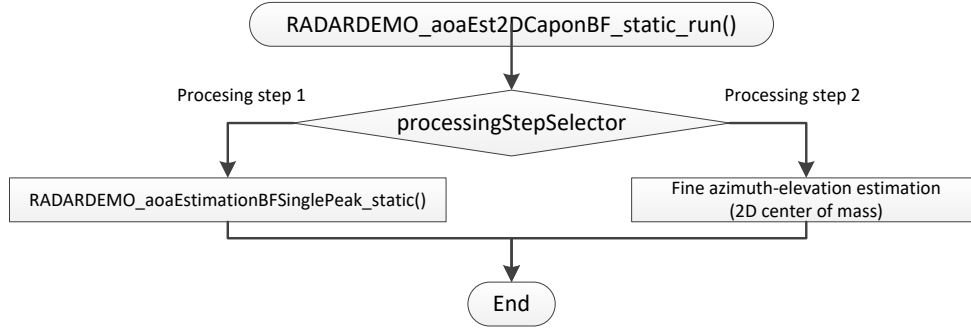 RADARDEMO_aoaEst2DCaponBF_static_run()
Procesing step 1
Processing step 2
processingStepSelector
RADARDEMO_aoaEstimationBFSinglePeak_static()
Fine azimuth-elevation estimation
(2D center of mass)
End